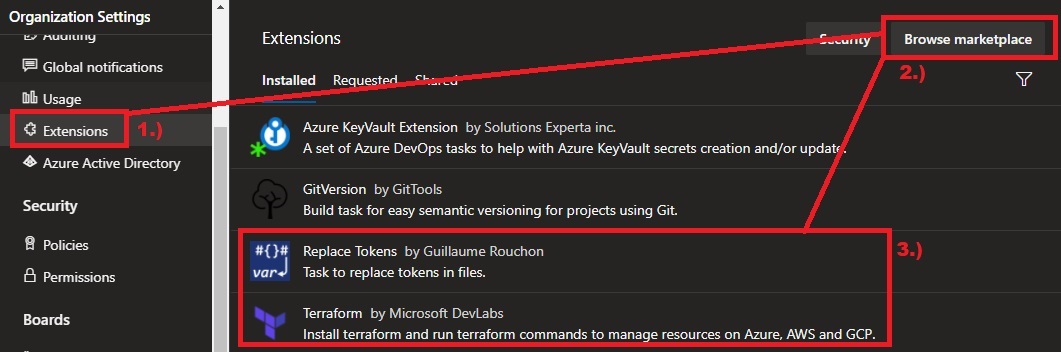 Organization Settings
Auditing
Global notifications
Usage
Extensions
1.)
Azure Active Directory
Security
Policies
Permissions
Boards
Extensions
Security
Browse marketplace
2.)
Installed Requested Shared
Azure KeyVault Extension by Solutions Experta inc.
A set of Azure DevOps tasks to help with Azure KeyVault secrets creation and/or update.
GitVersion by GitTools
Build task for easy semantic versioning for projects using Git.
3.)
#{}#
var
Replace Tokens by Guillaume Rouchon
Task to replace tokens in files.
Terraform by Microsoft DevLabs
Install terraform and run terraform commands to manage resources on Azure, AWS and GCP.